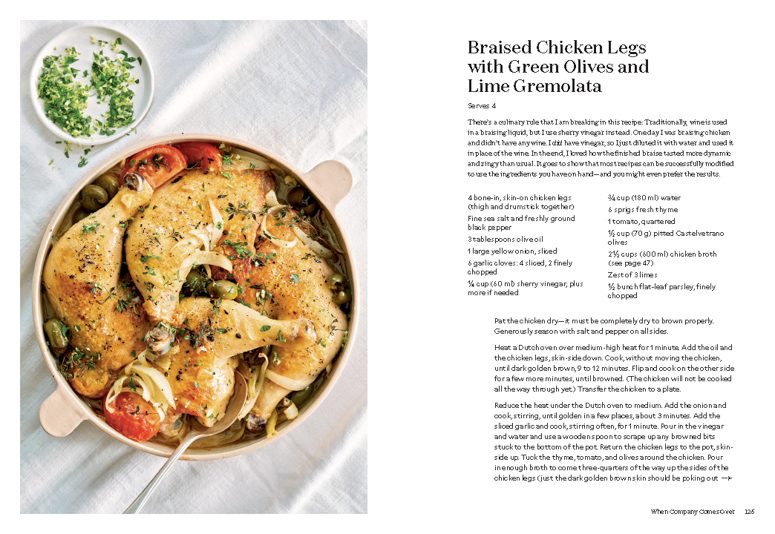 Braised Chicken Legs
with Green Olives and
Lime Gremolata
Serves 4
There's a culinary rule that I am breaking in this recipe: Traditionally, wine is used
in a braising liquid, but I use sherry vinegar instead. One day I was braising chicken
and didn't have any wine. I did have vinegar, so I just diluted it with water and used it
in place of the wine. In the end, I loved how the finished braise tasted more dynamic
and zingy than usual. It goes to show that most recipes can be successfully modified
to use the ingredients you have on hand—and you might even prefer the results.
4 bone-in, skin-on chicken legs
(thigh and drumstick together)
Fine sea salt and freshly ground
black pepper
3 tablespoons olive oil
1 large yellow onion, sliced
6 garlic cloves: 4 sliced, 2 finely
chopped
¼ cup (60 ml) sherry vinegar, plus
more if needed
¾ cup (180 ml) water
6 sprigs fresh thyme
1 tomato, quartered
½ cup (70 g) pitted Castelvetrano
olives
2½ cups (600 ml) chicken broth
(see page 47)
Zest of 3 limes
½ bunch flat-leaf parsley, finely
chopped
Pat the chicken dry—it must be completely dry to brown properly.
Generously season with salt and pepper on all sides.
Heat a Dutch oven over medium-high heat for 1 minute. Add the oil and
the chicken legs, skin-side down. Cook, without moving the chicken,
until dark golden brown, 9 to 12 minutes. Flip and cook on the other side
for a few more minutes, until browned. (The chicken will not be cooked
all the way through yet.) Transfer the chicken to a plate.
Reduce the heat under the Dutch oven to medium. Add the onion and
cook, stirring, until golden in a few places, about 3 minutes. Add the
sliced garlic and cook, stirring often, for 1 minute. Pour in the vinegar
and water and use a wooden spoon to scrape up any browned bits
stuck to the bottom of the pot. Return the chicken legs to the pot, skin-
side up. Tuck the thyme, tomato, and olives around the chicken. Pour
in enough broth to come three-quarters of the way up the sides of the
chicken legs (just the dark golden brown skin should be poking out →
When Company Comes Over 126